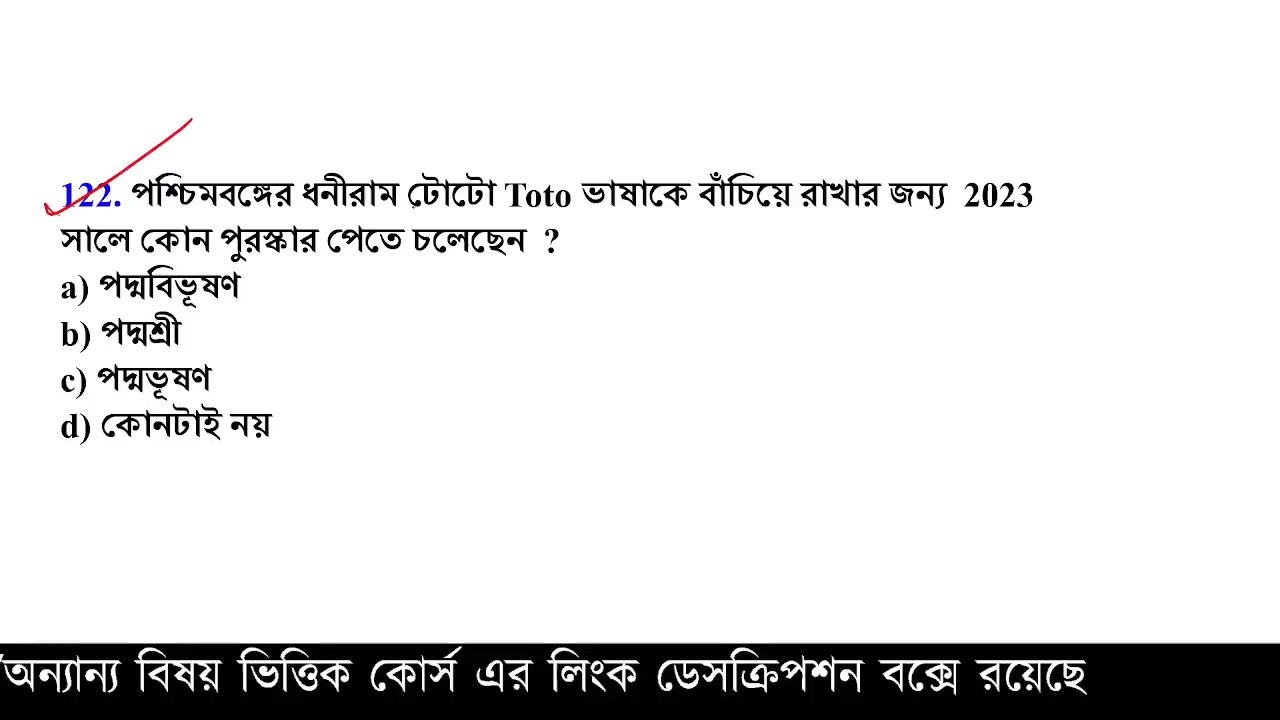 122. পশ্চিমবঙ্গের ধনীরাম টোটো Toto ভাষাকে বাঁচিয়ে রাখার জন্য 2023
সালে কোন পুরস্কার পেতে চলেছেন ?
a) পদ্মবিভূষণ
b) পদ্মশ্রী
c) পদ্মভূষণ
d) কোনটাই নয়
অন্যান্য বিষয় ভিত্তিক কোর্স এর লিংক ডেসক্রিপশন বক্সে রয়েছে